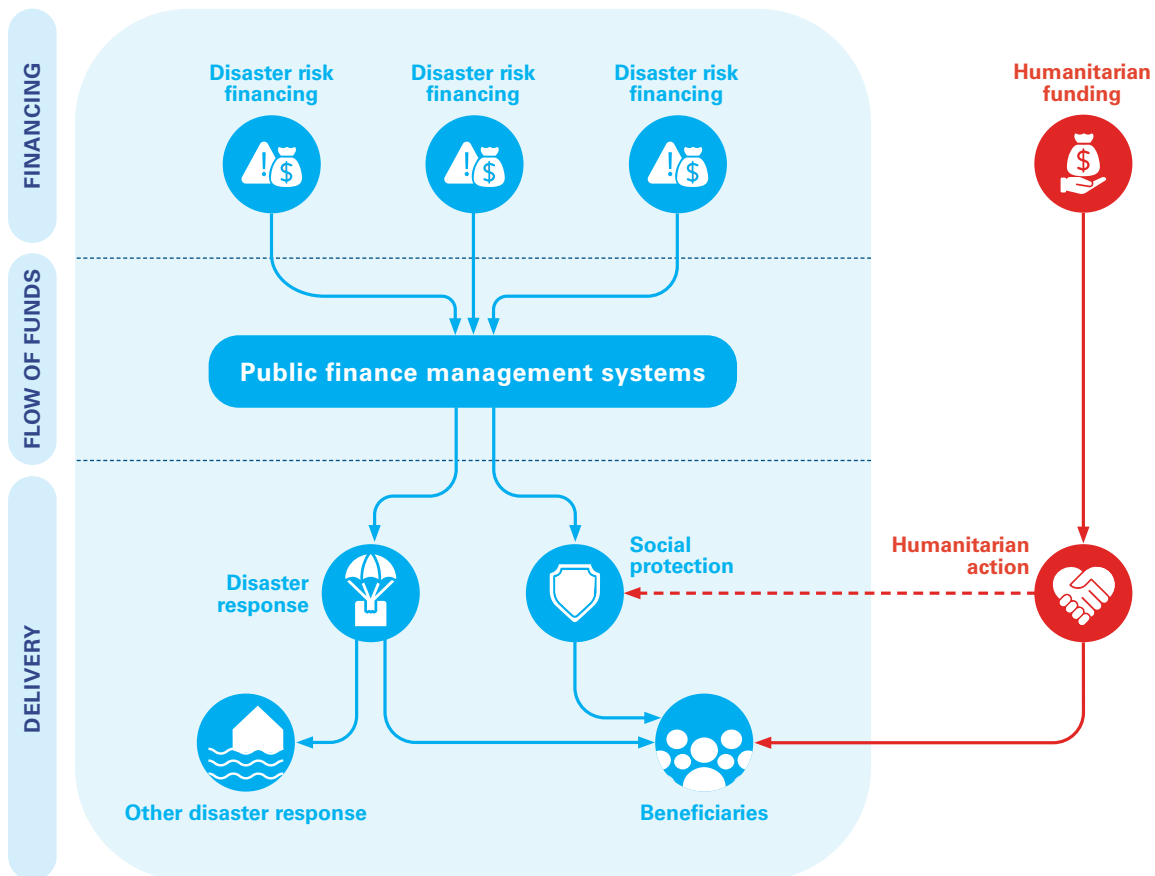 FINANCING
Disaster risk
financing
Disaster risk
financing
Disaster risk
financing
Humanitarian
funding
$
$
$
$
FLOW OF FUNDS
Public finance management systems
DELIVERY
Disaster
response
Social
protection
Humanitarian
action
Other disaster response
Beneficiaries